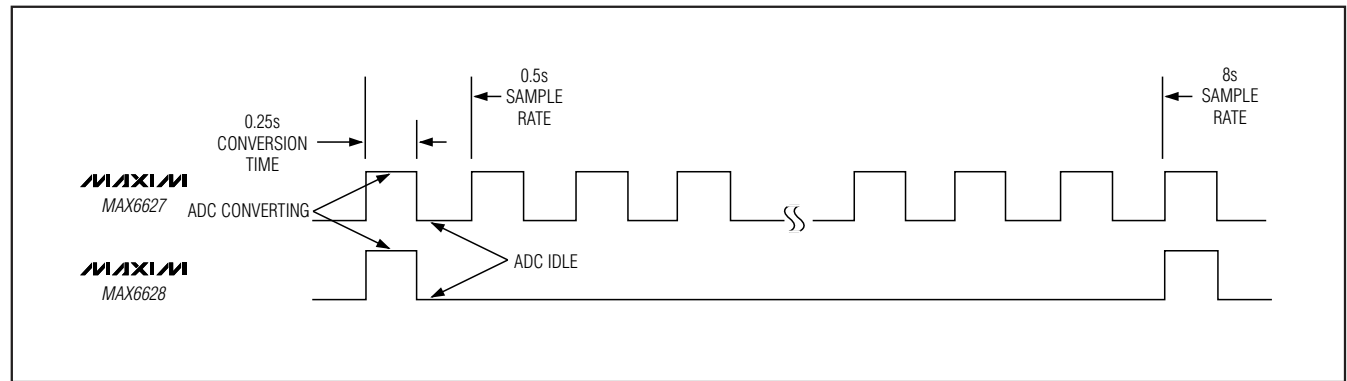 0.5s
SAMPLE
RATE
8s
SAMPLE
RATE
0.25s
CONVERSION
TIME
MAXIM
MAX6627
ADC CONVERTING
ADC IDLE
MAXIM
MAX6628